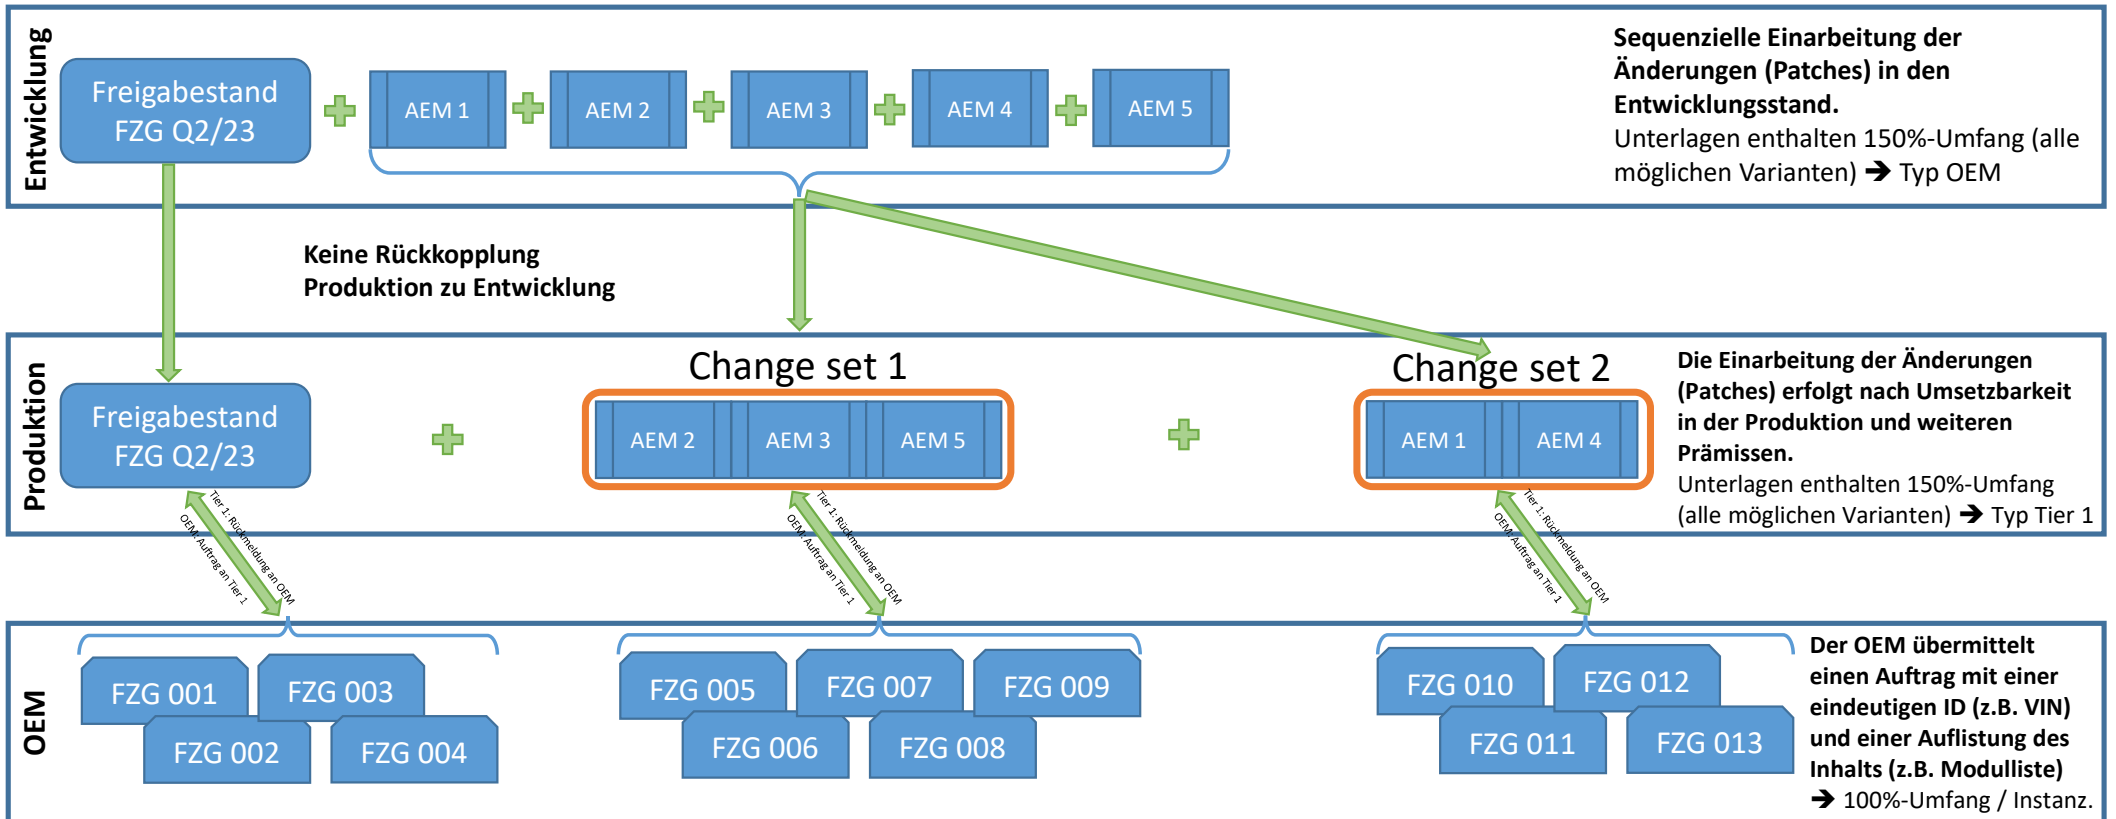 Entwicklung
Freigabestand
FZG Q2/23
AEM 1
AEM 2
AEM 3
AEM 4
AEM 5
Sequenzielle Einarbeitung der
Änderungen (Patches) in den
Entwicklungsstand.
Unterlagen enthalten 150%-Umfang (alle
möglichen Varianten) ➔ Typ OEM
Keine Rückkopplung
Produktion zu Entwicklung
Produktion
Freigabestand
FZG Q2/23
Change set 1
AEM 2
AEM 3
AEM 5
Change set 2
AEM 1
AEM 4
Die Einarbeitung der Änderungen
(Patches) erfolgt nach Umsetzbarkeit
in der Produktion und weiteren
Prämissen.
Unterlagen enthalten 150%-Umfang
(alle möglichen Varianten) ➔ Typ Tier 1
Tier 1: Rückmeldung an OEM
OEM: Auftrag an Tier 1
Tier 1: Rückmeldung an OEM
OEM: Auftrag an Tier 1
Tier 1: Rückmeldung an OEM
OEM: Auftrag an Tier 1
OEM
FZG 001
FZG 003
FZG 002
FZG 004
FZG 005
FZG 007
FZG 009
FZG 006
FZG 008
FZG 010
FZG 012
FZG 011
FZG 013
Der OEM übermittelt
einen Auftrag mit einer
eindeutigen ID (z.B. VIN)
und einer Auflistung des
Inhalts (z.B. Modulliste)
➔ 100%-Umfang / Instanz.